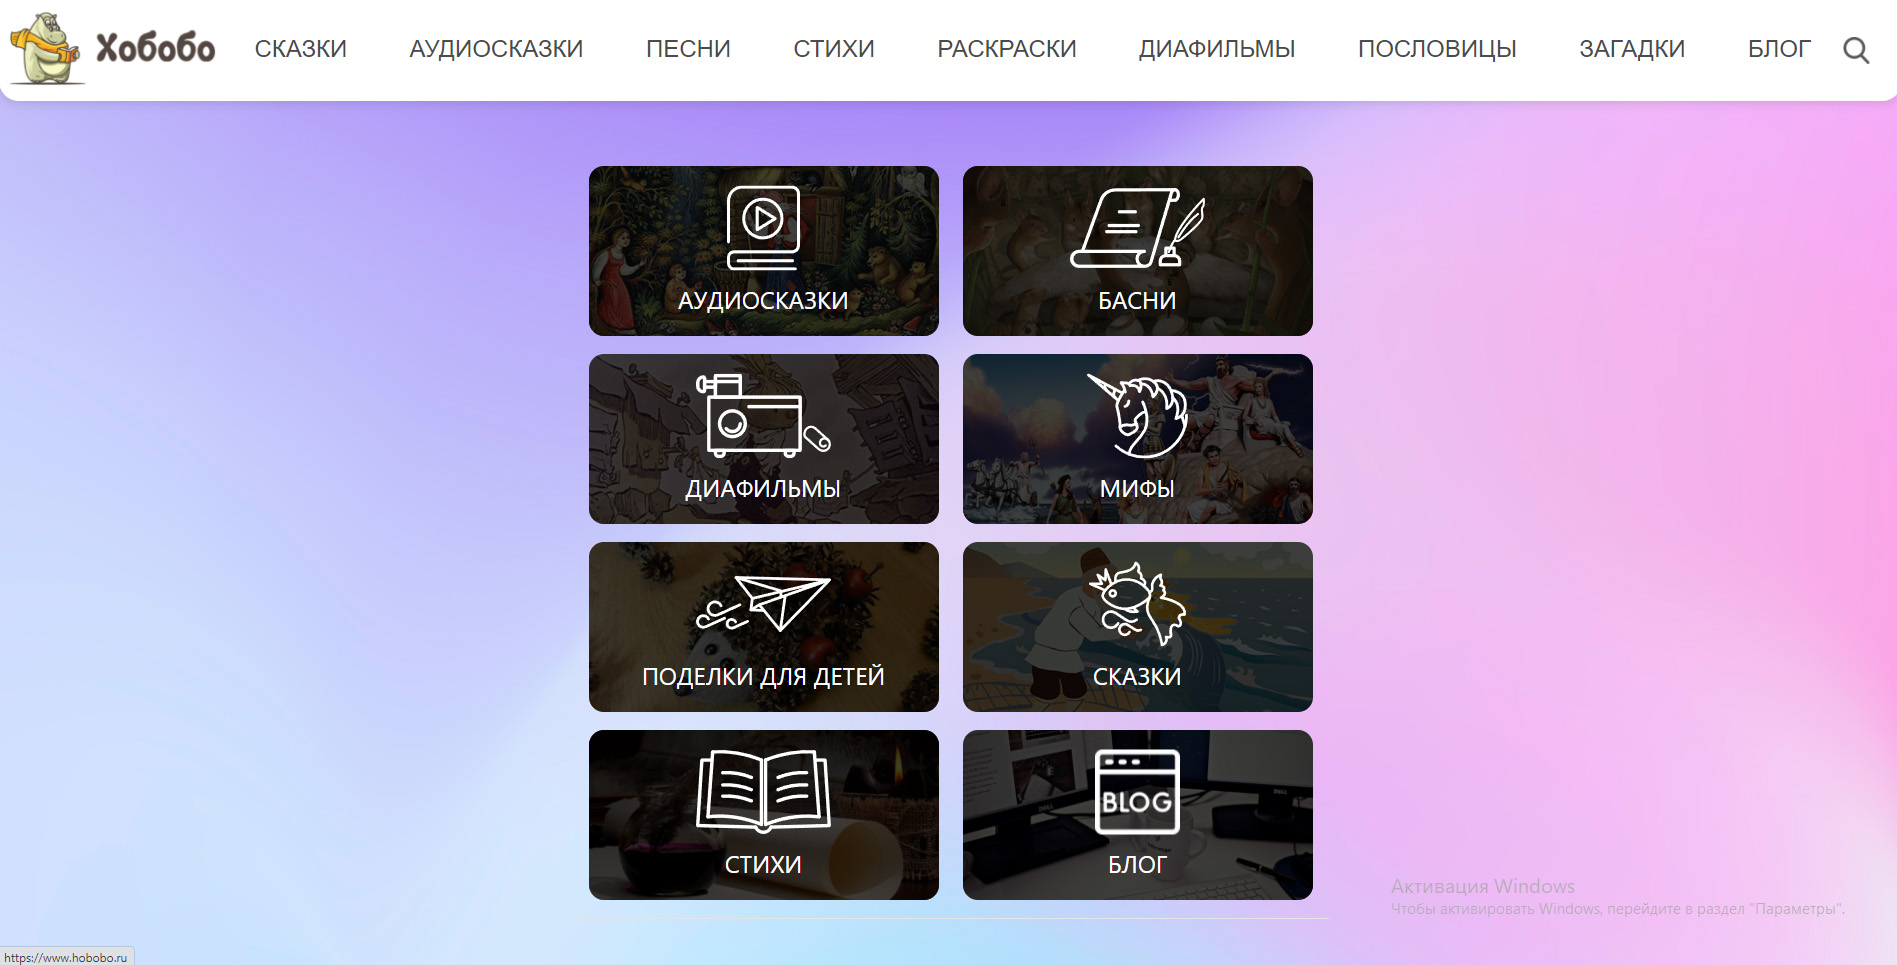 Хобобо
СКАЗКИ
АУДИОСКАЗКИ
ПЕСНИ
СТИХИ
РАСКРАСКИ
ДИАФИЛЬМЫ
ПОСЛОВИЦЫ
ЗАГАДКИ
БЛОГ
АУДИОСКАЗКИ
БАСНИ
ДИАФИЛЬМЫ
МИФЫ
ПОДЕЛКИ ДЛЯ ДЕТЕЙ
СКАЗКИ
СТИХИ
BLOG
БЛОГ
Активация Windows
Чтобы активировать Windows, перейдите в раздел "Параметры".
https://www.hobobo.ru